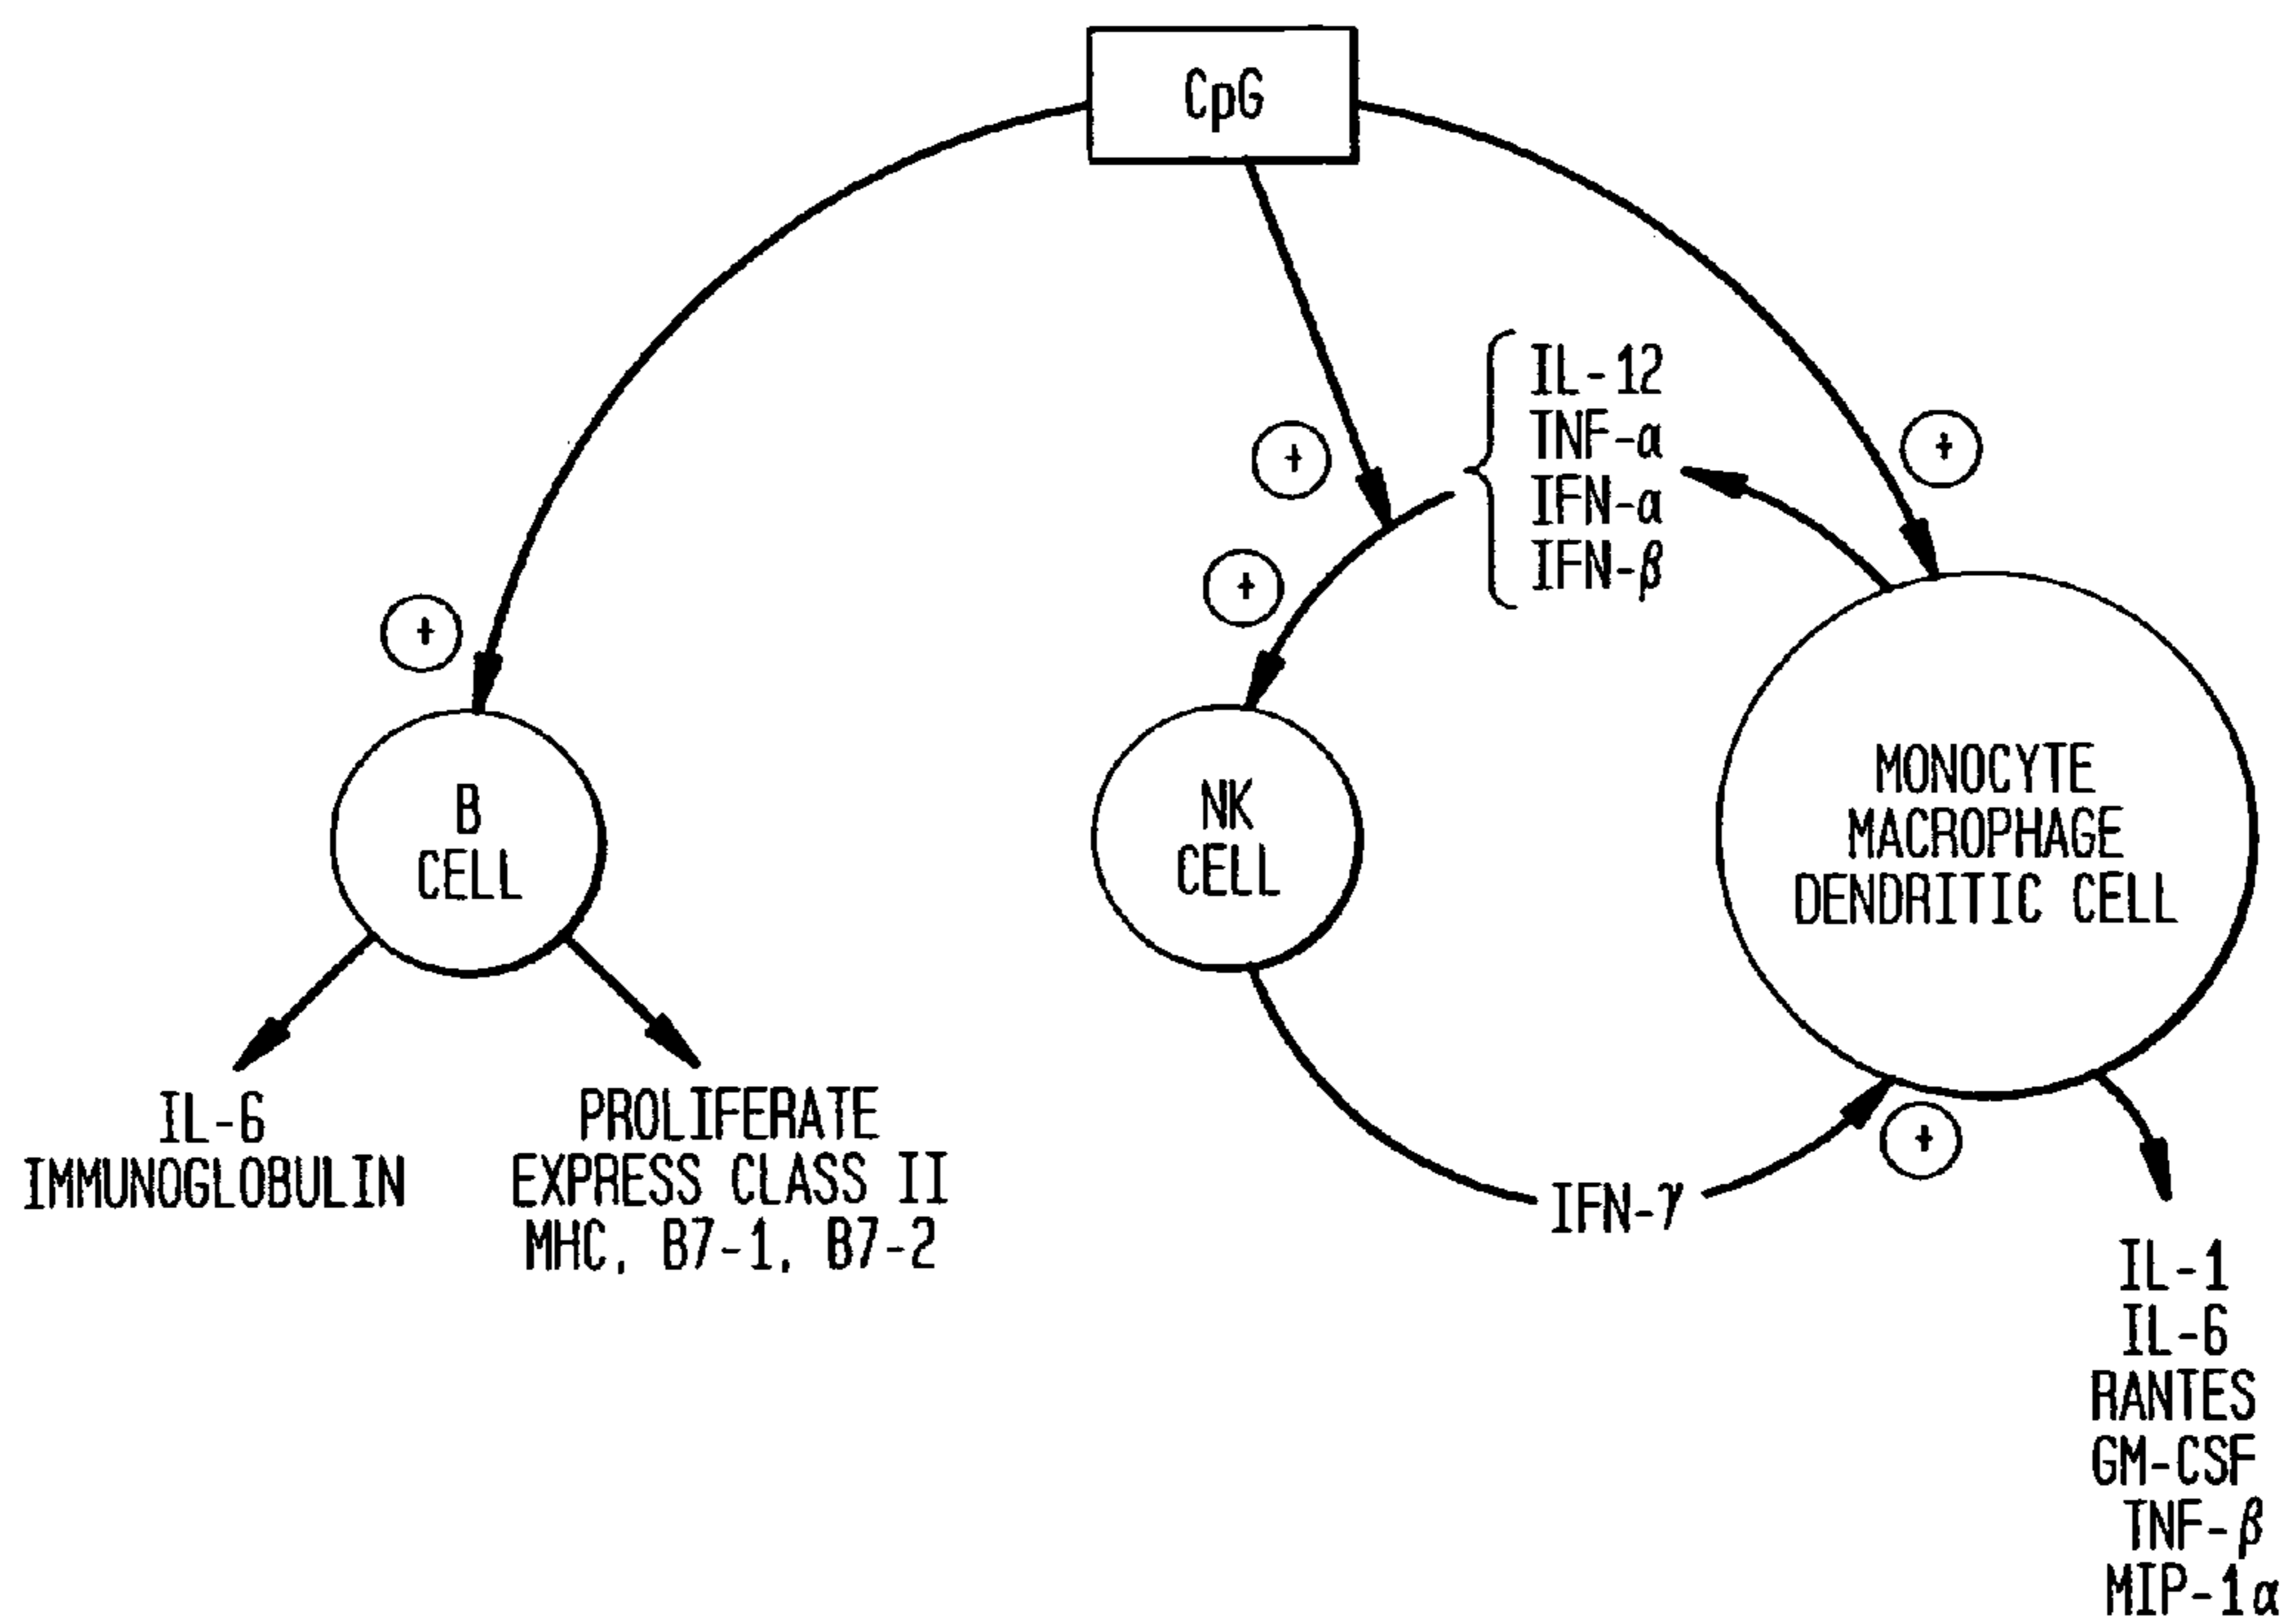 CpG
IL-12
TNF-α
IFN-α
IFN-β
+
+
+
+
B
CELL
NK
CELL
MONOCYTE
MACROPHAGE
DENDRITIC CELL
IL-6
IMMUNOGLOBULIN
PROLIFERATE
EXPRESS CLASS II
MHC, B7-1, B7-2
+
IFN-γ
IL-1
IL-6
RANTES
GM-CSF
TNF-β
MIP-1α